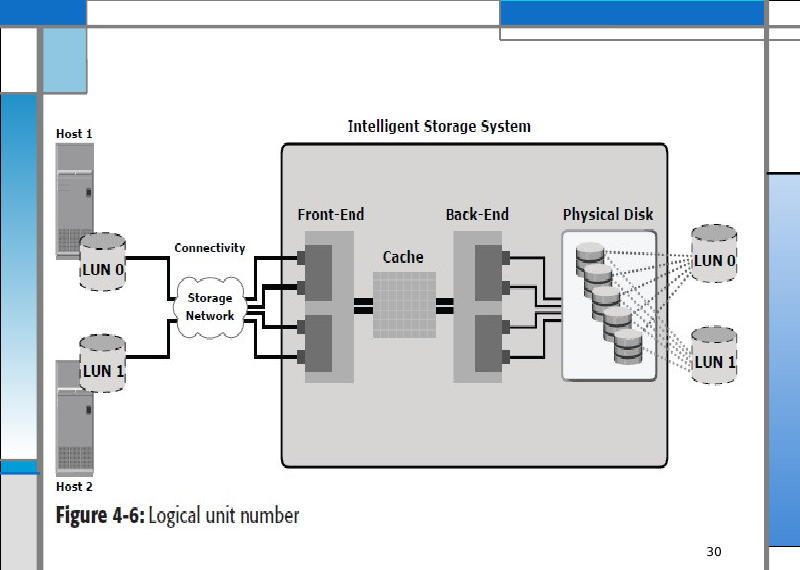 Intelligent Storage System
Host 1
Front-End
Back-End
Physical Disk
Connectivity
Cache
LUN 0
LUN 0
Storage
Network
LUN 1
LUN 1
Host 2
Figure 4-6: Logical unit number
30